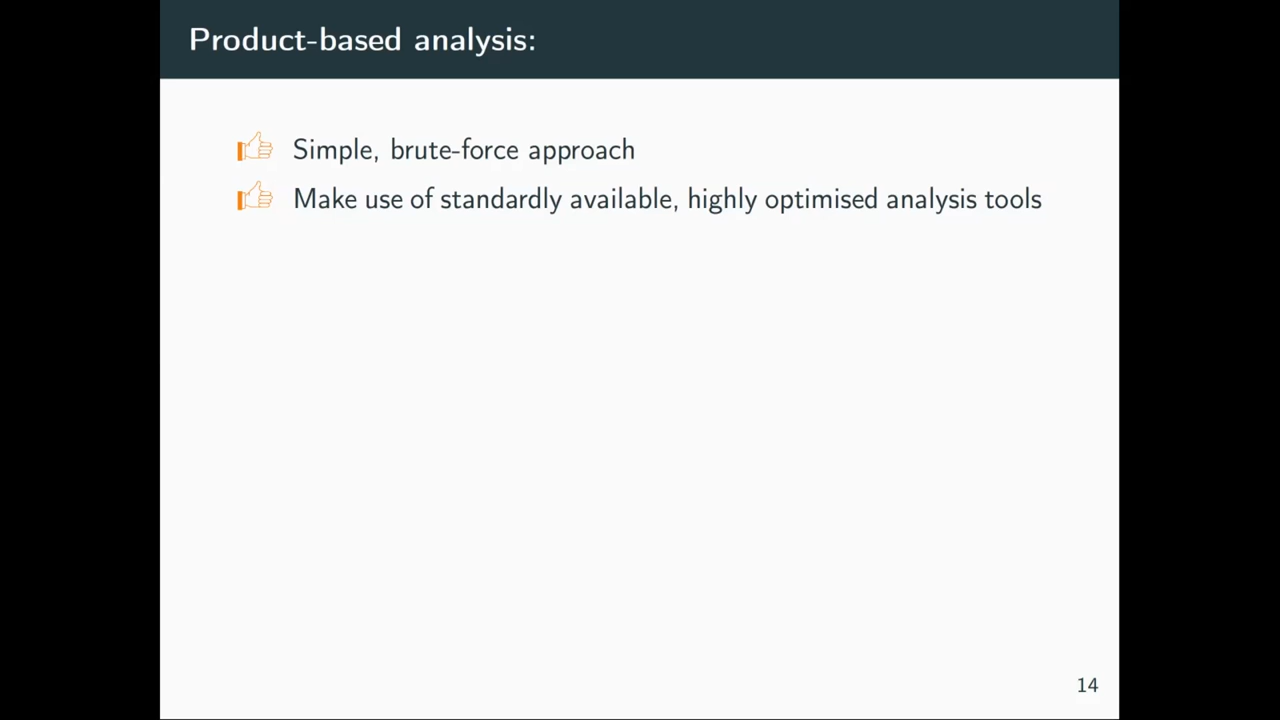 Product-based analysis:
Simple, brute-force approach
Make use of standardly available, highly optimised analysis tools
14